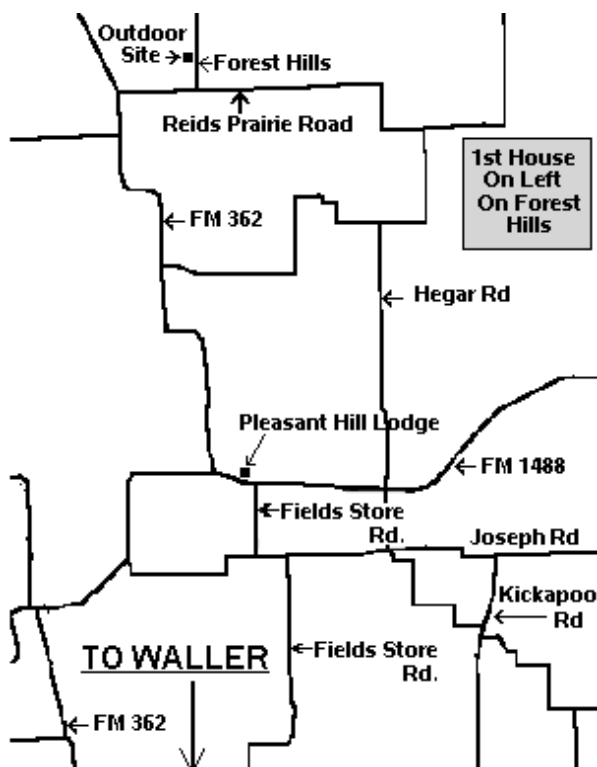 Outdoor
Site
Forest Hills
Reids Prairie Road
1st House
On Left
On Forest
Hills
FM 362
Hegar Rd
Pleasant Hill Lodge
FM 1488
Fields Store
Rd.
Joseph Rd
Kickapoo
Rd
TO WALLER
Fields Store
Rd.
FM 362